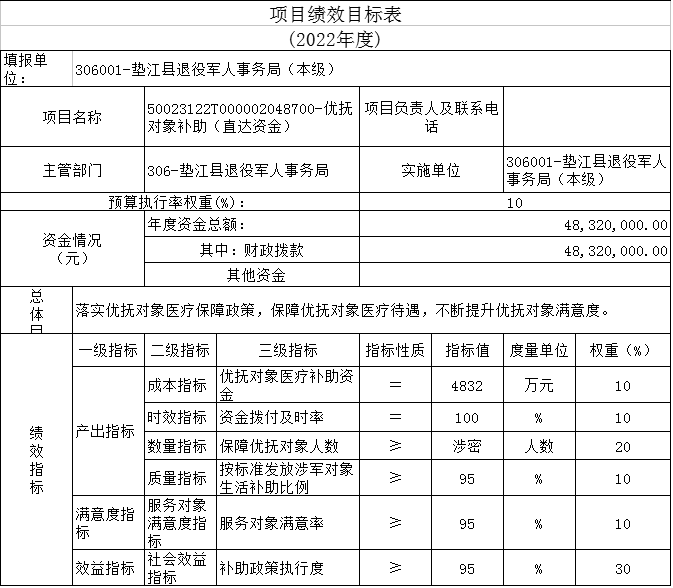 项目绩效目标表
(2022年度)
填报单位：
306001-垫江县退役军人事务局（本级）
项目名称
50023122T000002048700-优抚
对象补助（直达资金）
项目负责人及联系电
话
主管部门
306-垫江县退役军人事务局
实施单位
306001-垫江县退役军人
事务局（本级）
预算执行率权重(%)：
10
资金情况
（元）
年度资金总额：
48,320,000.00
其中：财政拨款
48,320,000.00
其他资金
总
体
目
落实优抚对象医疗保障政策，保障优抚对象医疗待遇，不断提升优抚对象满意度。
绩
效
指
标
一级指标 二级指标 三级指标 指标性质 指标值 度量单位 权重（%）
产出指标
成本指标 优抚对象医疗补助资
金 ＝ 4832 万元 10
时效指标 资金拨付及时率 ＝ 100 % 10
数量指标 保障优抚对象人数 ≥ 涉密 人数 20
质量指标 按标准发放涉军对象
生活补助比例 ≥ 95 % 10
满意度指
标
服务对象
满意度指
标
服务对象满意率 ≥ 95 % 10
效益指标
社会效益
指标
补助政策执行度 ≥ 95 % 30